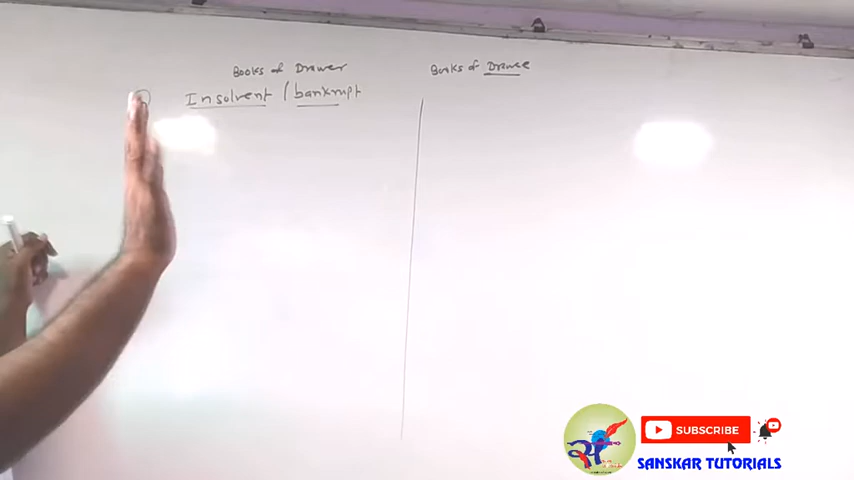 Books of Drawer
Books of Drawee
Insolvent / bankrupt
SUBSCRIBE
SANSKAR TUTORIALS